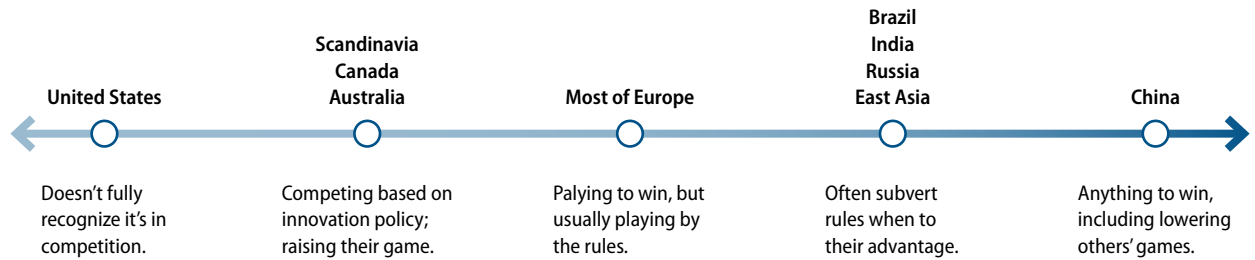 United States
Scandinavia
Canada
Australia
Most of Europe
Brazil
India
Russia
East Asia
China
Doesn’t fully
recognize it’s in
competition.
Competing based on
innovation policy;
raising their game.
Palying to win, but
usually playing by
the rules.
Often subvert
rules when to
their advantage.
Anything to win,
including lowering
others’ games.